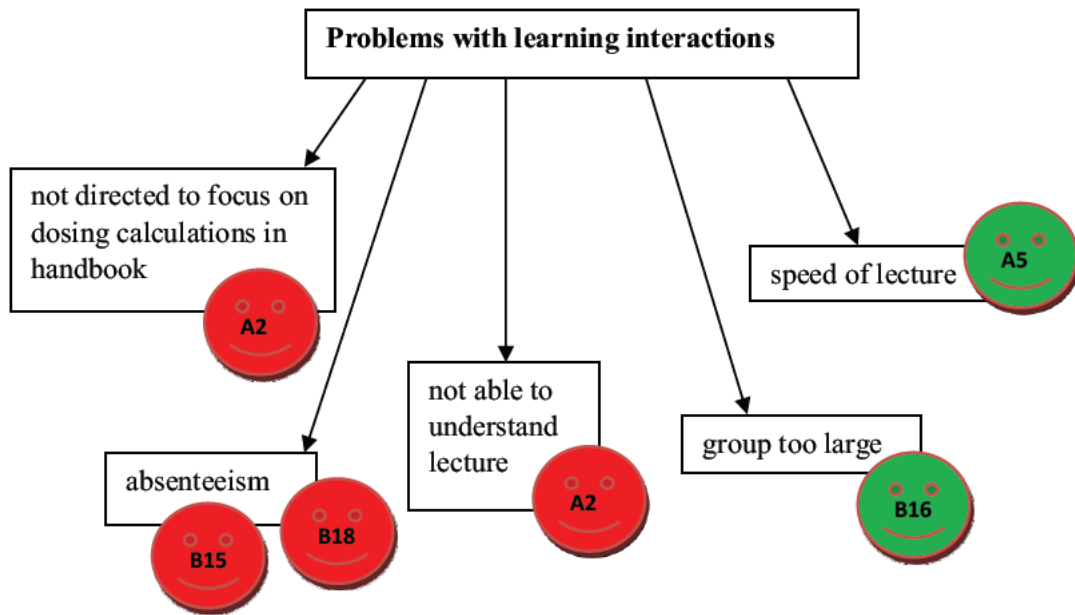 Problems with learning interactions
not directed to focus on
dosing calculations in
handbook
A2
speed of lecture
A5
not able to
understand
lecture
A2
group too large
B16
absenteeism
B15
B18